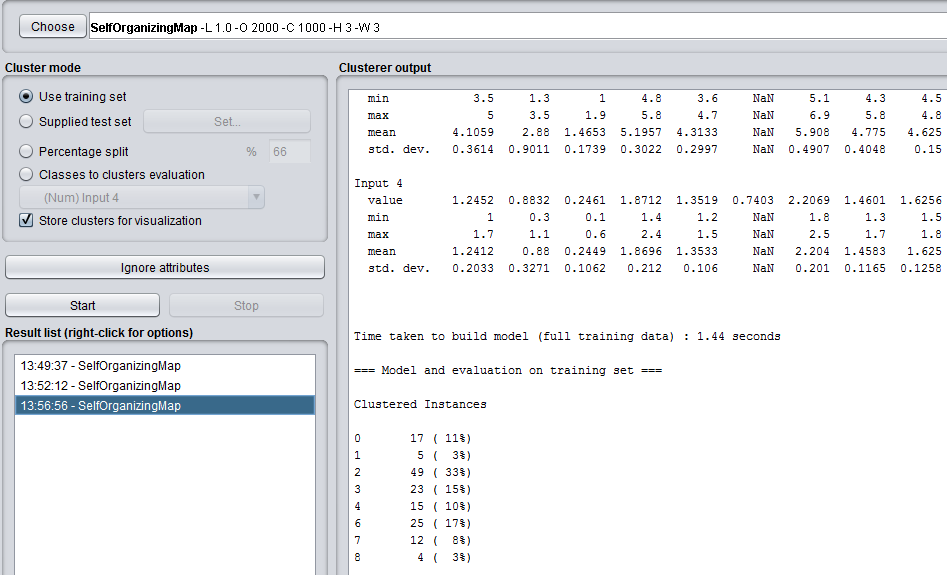 Choose SelfOrganizingMap -L 1.0 -O 2000 -C 1000 -H 3 -W 3
Cluster mode
Use training set
Supplied test set Set...
Percentage split % 66
Classes to clusters evaluation
(Num) Input 4
Store clusters for visualization
Ignore attributes
Start Stop
Result list (right-click for options)
13:49:37 - SelfOrganizingMap
13:52:12 - SelfOrganizingMap
13:56:56 - SelfOrganizingMap
Clusterer output
min 3.5 1.3 1 4.8 3.6 NaN 5.1 4.3 4.5
max 5 3.5 1.9 5.8 4.7 NaN 6.9 5.8 4.8
mean 4.1059 2.88 1.4653 5.1957 4.3133 NaN 5.908 4.775 4.625
std. dev. 0.3614 0.9011 0.1739 0.3022 0.2997 NaN 0.4907 0.4048 0.15
Input 4
value 1.2452 0.8832 0.2461 1.8712 1.3519 0.7403 2.2069 1.4601 1.6256
min 1 0.3 0.1 1.4 1.2 NaN 1.8 1.3 1.5
max 1.7 1.1 0.6 2.4 1.5 NaN 2.5 1.7 1.8
mean 1.2412 0.88 0.2449 1.8696 1.3533 NaN 2.204 1.4583 1.625
std. dev. 0.2033 0.3271 0.1062 0.212 0.106 NaN 0.201 0.1165 0.1258
Time taken to build model (full training data) : 1.44 seconds
=== Model and evaluation on training set ===
Clustered Instances
0 17 ( 11%)
1 5 ( 3%)
2 49 ( 33%)
3 23 ( 15%)
4 15 ( 10%)
6 25 ( 17%)
7 12 ( 8%)
8 4 ( 3%)